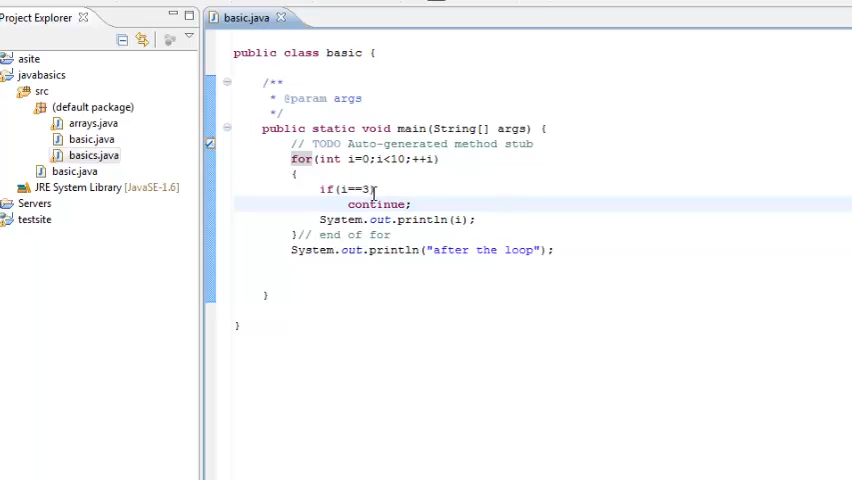 Project Explorer
asite
javabasics
src
(default package)
arrays.java
basic.java
basics.java
basic.java
JRE System Library [JavaSE-1.6]
Servers
testsite
basic.java
public class basic {
/**
* @param args
*/
public static void main(String[] args) {
// TODO Auto-generated method stub
for(int i=0;i<10;++i)
{
if(i==3)
continue;
System.out.println(i);
}// end of for
System.out.println("after the loop");
}
}